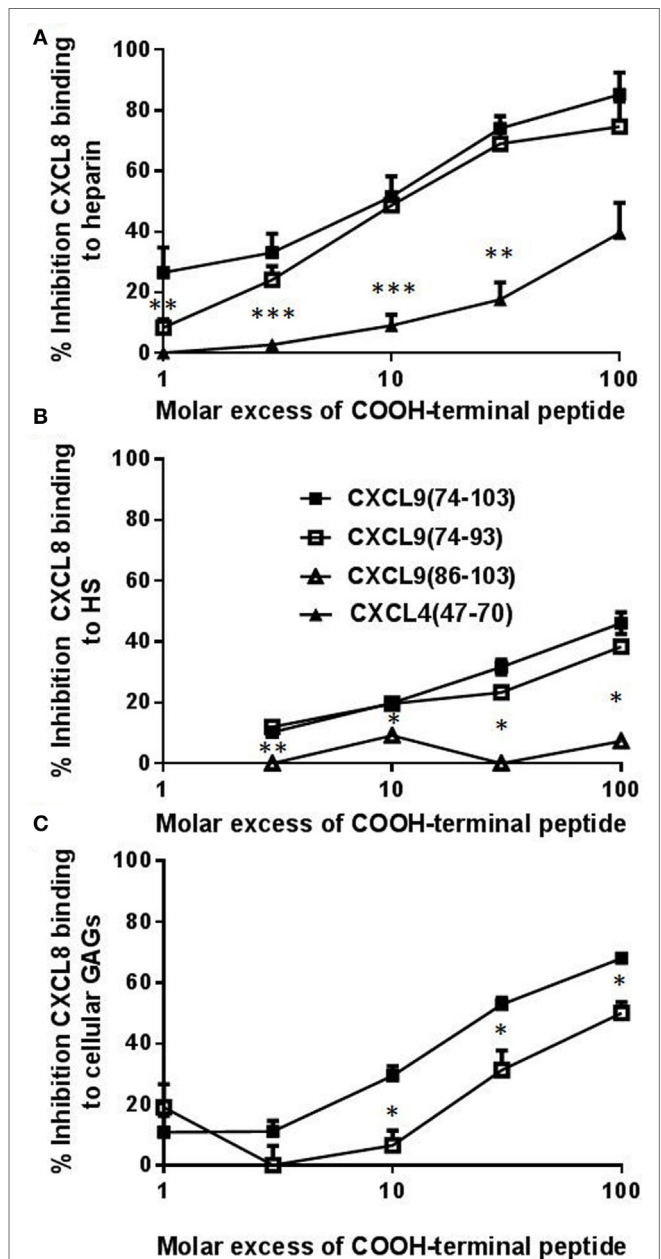 A
% Inhibition CXCL8 binding
to heparin
100
80
60
40
20
0
**
***
***
**
1
10
100
Molar excess of COOH-terminal peptide
B
% Inhibition CXCL8 binding
to HS
100
80
60
40
20
0
CXCL9(74-103)
CXCL9(74-93)
CXCL9(86-103)
CXCL4(47-70)
**
*
*
*
1
10
100
Molar excess of COOH-terminal peptide
C
% Inhibition CXCL8 binding
to cellular GAGs
100
80
60
40
20
0
*
*
*
1
10
100
Molar excess of COOH-terminal peptide